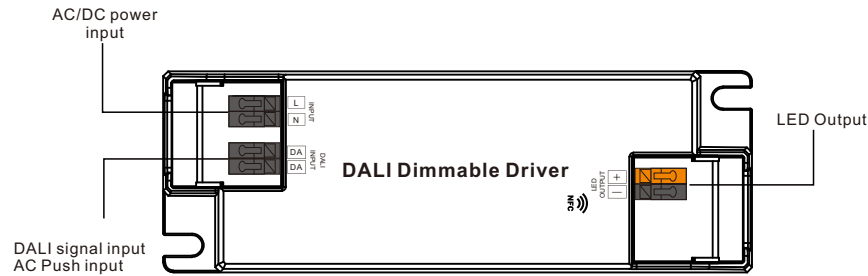 AC/DC power
input
L
N
INPUT
DA
DA
DALI
INPUT
DALI signal input
AC Push input
DALI Dimmable Driver
NFC
LED
OUTPUT
+
—
LED Output